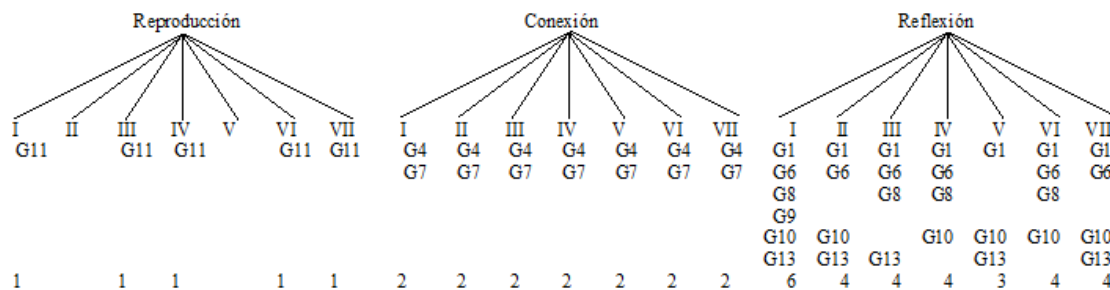 Reproducción Conexión Reflexión
I II III IV V VI VII I II III IV V VI VII I II III IV V VI VII
G11 G11 G11 G11 G11 G4 G4 G4 G4 G4 G4 G4 G1 G1 G1 G1 G1 G1 G1
G7 G7 G7 G7 G7 G7 G7 G6 G6 G6 G6 G6 G6
G8 G8 G8 G8
G9
G10 G10 G10 G10 G10 G10
G13 G13 G13 G13 G13
1 1 1 1 1 2 2 2 2 2 2 2 6 4 4 4 3 4 4